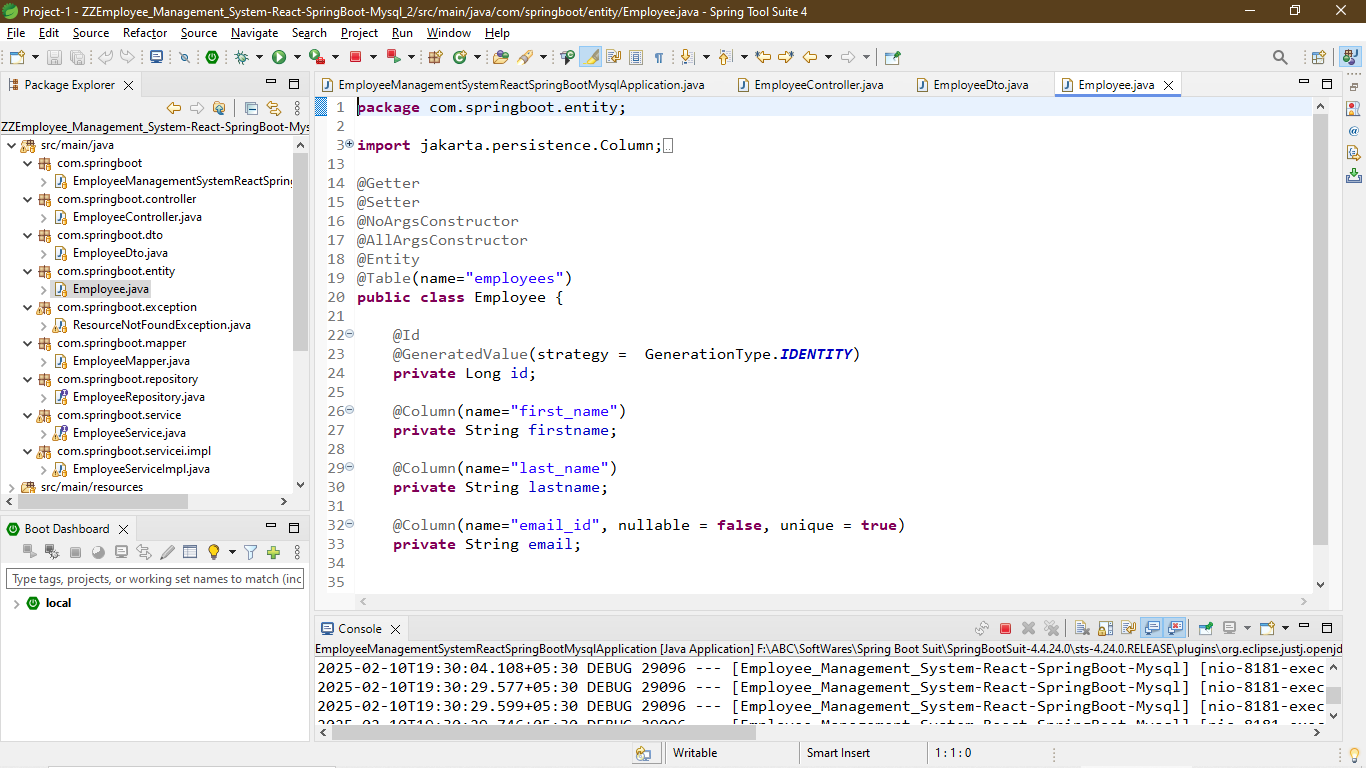 Project-1 - ZZEmployee_Management_System-React-SpringBoot-Mysql_2/src/main/java/com/springboot/entity/Employee.java - Spring Tool Suite 4
File Edit Source Refactor Source Navigate Search Project Run Window Help
Package Explorer
ZZEmployee_Management_System-React-SpringBoot-Mys
src/main/java
com.springboot
EmployeeManagementSystemReactSpring
com.springboot.controller
EmployeeController.java
com.springboot.dto
EmployeeDto.java
com.springboot.entity
Employee.java
com.springboot.exception
ResourceNotFoundException.java
com.springboot.mapper
EmployeeMapper.java
com.springboot.repository
EmployeeRepository.java
com.springboot.service
EmployeeService.java
com.springboot.servicei.impl
EmployeeServiceImpl.java
src/main/resources
Boot Dashboard
Type tags, projects, or working set names to match (inc
local
EmployeeManagementSystemReactSpringBootMysqlApplication.java EmployeeController.java EmployeeDto.java Employee.java
1 package com.springboot.entity;
2
3 import jakarta.persistence.Column;
13
14 @Getter
15 @Setter
16 @NoArgsConstructor
17 @AllArgsConstructor
18 @Entity
19 @Table(name="employees")
20 public class Employee {
21
22 @Id
23 @GeneratedValue(strategy =  GenerationType.IDENTITY)
24 private Long id;
25
26 @Column(name="first_name")
27 private String firstname;
28
29 @Column(name="last_name")
30 private String lastname;
31
32 @Column(name="email_id", nullable = false, unique = true)
33 private String email;
34
35
Console
EmployeeManagementSystemReactSpringBootMysqlApplication [Java Application] F:\ABC\SoftWares\Spring Boot Suit\SpringBootSuit-4.4.24.0\sts-4.24.0.RELEASE\plugins\org.eclipse.justj.openjd
2025-02-10T19:30:04.108+05:30 DEBUG 29096 --- [Employee_Management_System-React-SpringBoot-Mysql] [nio-8181-exec
2025-02-10T19:30:29.577+05:30 DEBUG 29096 --- [Employee_Management_System-React-SpringBoot-Mysql] [nio-8181-exec
2025-02-10T19:30:29.599+05:30 DEBUG 29096 --- [Employee_Management_System-React-SpringBoot-Mysql] [nio-8181-exec
Writable Smart Insert 1 : 1 : 0